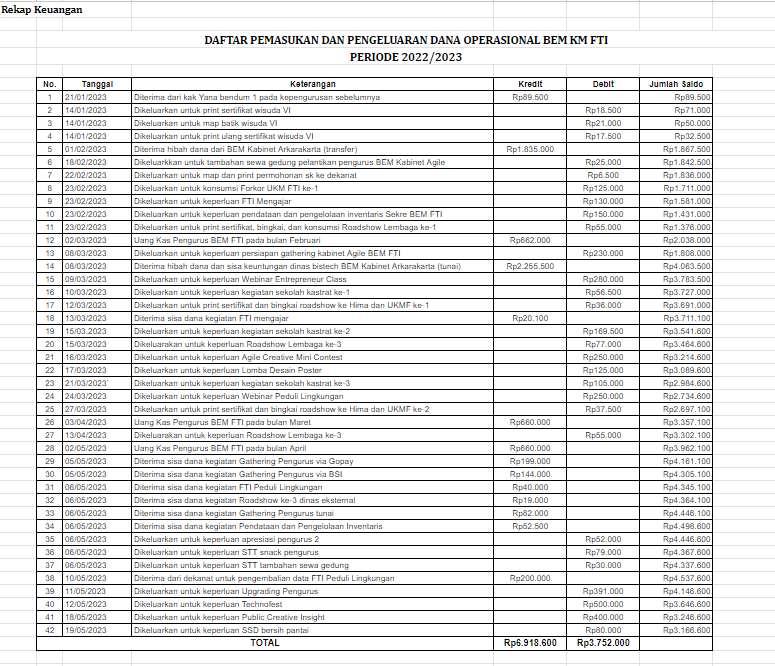 Rekap Keuangan
DAFTAR PEMASUKAN DAN PENGELUARAN DANA OPERASIONAL BEM KM FTI
PERIODE 2022/2023
No. Tanggal Keterangan Kredit Debit Jumlah Saldo
1 21/01/2023 Diterima dari kak Yana bendum 1 pada kepengurusan sebelumnya Rp89.500 Rp89.500
2 14/01/2023 Dikeluarkan untuk print sertifikat wisuda VI Rp18.500 Rp71.000
3 14/01/2023 Dikeluarkan untuk map batik wisuda VI Rp21.000 Rp50.000
4 14/01/2023 Dikeluarkan untuk print ulang sertifikat wisuda VI Rp17.500 Rp32.500
5 01/02/2023 Diterima hibah dana dari BEM Kabinet Arkarakarta (transfer) Rp1.835.000 Rp1.867.500
6 18/02/2023 Dikeluarkkan untuk tambahan sewa gedung pelantikan pengurus BEM Kabinet Agile Rp25.000 Rp1.842.500
7 22/02/2023 Dikeluarkan untuk map dan print permohonan sk ke dekanat Rp6.500 Rp1.836.000
8 23/02/2023 Dikeluarkan untuk konsumsi Forkor UKM FTI ke-1 Rp125.000 Rp1.711.000
9 23/02/2023 Dikeluarkan untuk keperluan FTI Mengajar Rp130.000 Rp1.581.000
10 23/02/2023 Dikeluarkan untuk keperluan pendataan dan pengelolaan inventaris Sekre BEM FTI Rp150.000 Rp1.431.000
11 23/02/2023 Dikeluarkan untuk print sertifikat, bingkai, dan konsumsi Roadshow Lembaga ke-1 Rp55.000 Rp1.376.000
12 02/03/2023 Uang Kas Pengurus BEM FTI pada bulan Februari Rp662.000 Rp2.038.000
13 08/03/2023 Dikeluarkan untuk keperluan persiapan gathering kabinet Agile BEM FTI Rp230.000 Rp1.808.000
14 08/03/2023 Diterima hibah dana dan sisa keuntungan dinas bistech BEM Kabinet Arkarakarta (tunai) Rp2.255.500 Rp4.063.500
15 09/03/2023 Dikeluarkan untuk keperluan Webinar Entrepreneur Class Rp280.000 Rp3.783.500
16 10/03/2023 Dikeluarkan untuk keperluan kegiatan sekolah kastrat ke-1 Rp56.500 Rp3.727.000
17 12/03/2023 Dikeluarkan untuk print sertifikat dan bingkai roadshow ke Hima dan UKMF ke-1 Rp36.000 Rp3.691.000
18 13/03/2023 Diterima sisa dana kegiatan FTI mengajar Rp20.100 Rp3.711.100
19 15/03.2023 Dikeluarkan untuk keperluan kegiatan sekolah kastrat ke-2 Rp169.500 Rp3.541.600
20 15/03/2023 Dikeluarakan untuk keperluan Roadshow Lembaga ke-3 Rp77.000 Rp3.464.600
21 16/03/2023 Dikeluarkan untuk keperluan Agile Creative Mini Contest Rp250.000 Rp3.214.600
22 17/03/2023 Dikeluarkan untuk keperluan Lomba Desain Poster Rp125.000 Rp3.089.600
23 21/03/2023` Dikeluarkan untuk keperluan kegiatan sekolah kastrat ke-3 Rp105.000 Rp2.984.600
24 24/03/2023 Dikeluarkan untuk keperluan Webinar Peduli Lingkungan Rp250.000 Rp2.734.600
25 27/03/2023 Dikeluarkan untuk print sertifikat dan bingkai roadshow ke Hima dan UKMF ke-2 Rp37.500 Rp2.697.100
26 03/04/2023 Uang Kas Pengurus BEM FTI pada bulan Maret Rp660.000 Rp3.357.100
27 13/04/2023 Dikeluarakan untuk keperluan Roadshow Lembaga ke-3 Rp55.000 Rp3.302.100
28 02/05/2023 Uang Kas Pengurus BEM FTI pada bulan April Rp660.000 Rp3.962.100
29 05/05/2023 Diterima sisa dana kegiatan Gathering Pengurus via Gopay Rp199.000 Rp4.161.100
30 05/05/2023 Diterima sisa dana kegiatan Gathering Pengurus via BSI Rp144.000 Rp4.305.100
31 06/05/2023 Diterima sisa dana kegiatan FTI Peduli Lingkungan Rp40.000 Rp4.345.100
32 06/05/2023 Diterima sisa dana kegiatan Roadshow ke-3 dinas eksternal Rp19.000 Rp4.364.100
33 06/05/2023 Diterima sisa dana kegiatan Gathering Pengurus tunai Rp82.000 Rp4.446.100
34 06/05/2023 Diterima sisa dana kegiatan Pendataan dan Pengelolaan Inventaris Rp52.500 Rp4.498.600
35 06/05/2023 Dikeluarkan untuk keperluan apresiasi pengurus 2 Rp52.000 Rp4.446.600
36 06/05/2023 Dikeluarkan untuk keperluan STT snack pengurus Rp79.000 Rp4.367.600
37 06/05/2023 Dikeluarkan untuk keperluan STT tambahan sewa gedung Rp30.000 Rp4.337.600
38 10/05/2023 Diterima dari dekanat untuk pengembalian data FTI Peduli Lingkungan Rp200.000 Rp4.537.600
39 11/05/2023 Dikeluarkan untuk keperluan Upgrading Pengurus Rp391.000 Rp4.146.600
40 12/05/2023 Dikeluarkan untuk keperluan Technofest Rp500.000 Rp3.646.600
41 18/05/2023 Dikeluarkan untuk keperluan Public Creative Insight Rp400.000 Rp3.246.600
42 19/05/2023 Dikeluarkan untuk keperluan SSD bersih pantai Rp80.000 Rp3.166.600
TOTAL Rp6.918.600 Rp3.752.000